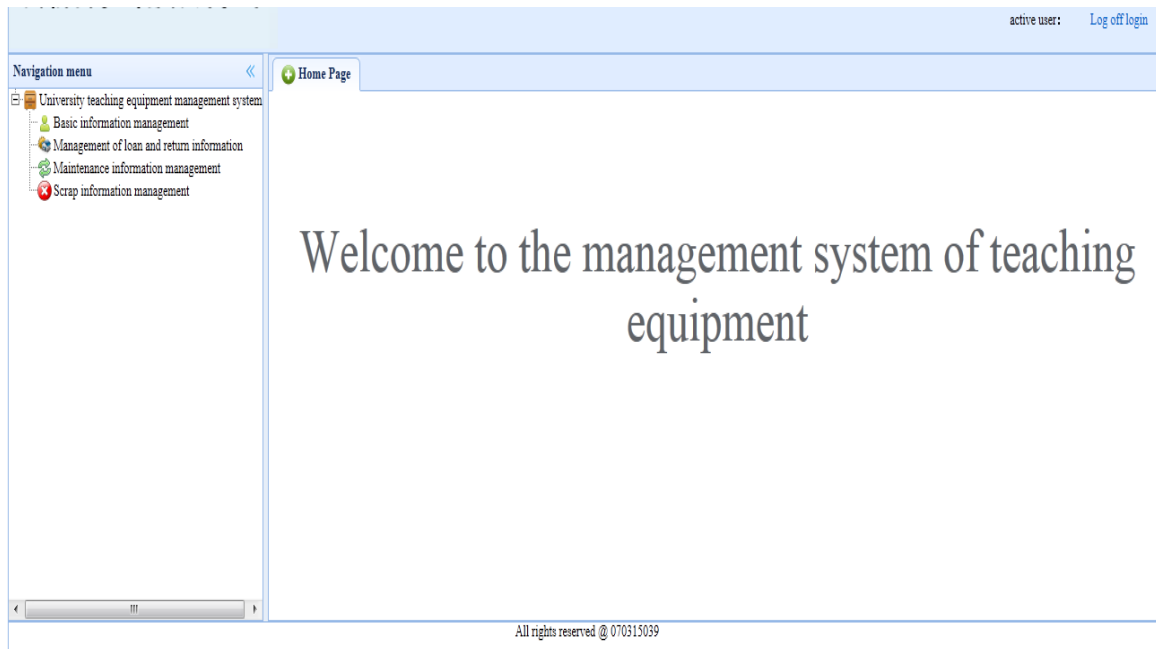 active user: Log off login
Navigation menu
Home Page
University teaching equipment management system
Basic information management
Management of loan and return information
Maintenance information management
Scrap information management
Welcome to the management system of teaching
equipment
All rights reserved @ 070315039